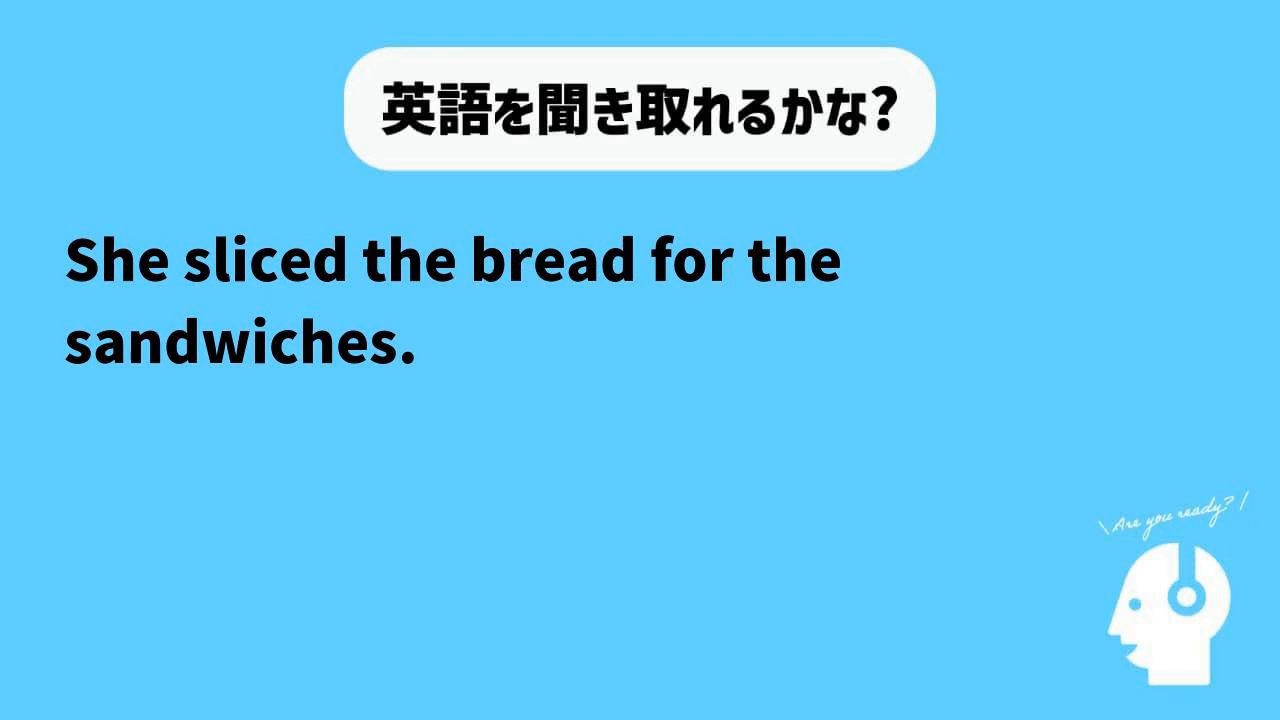 英語を聞き取れるかな?
She sliced the bread for the
sandwiches.
\ Are you ready? /